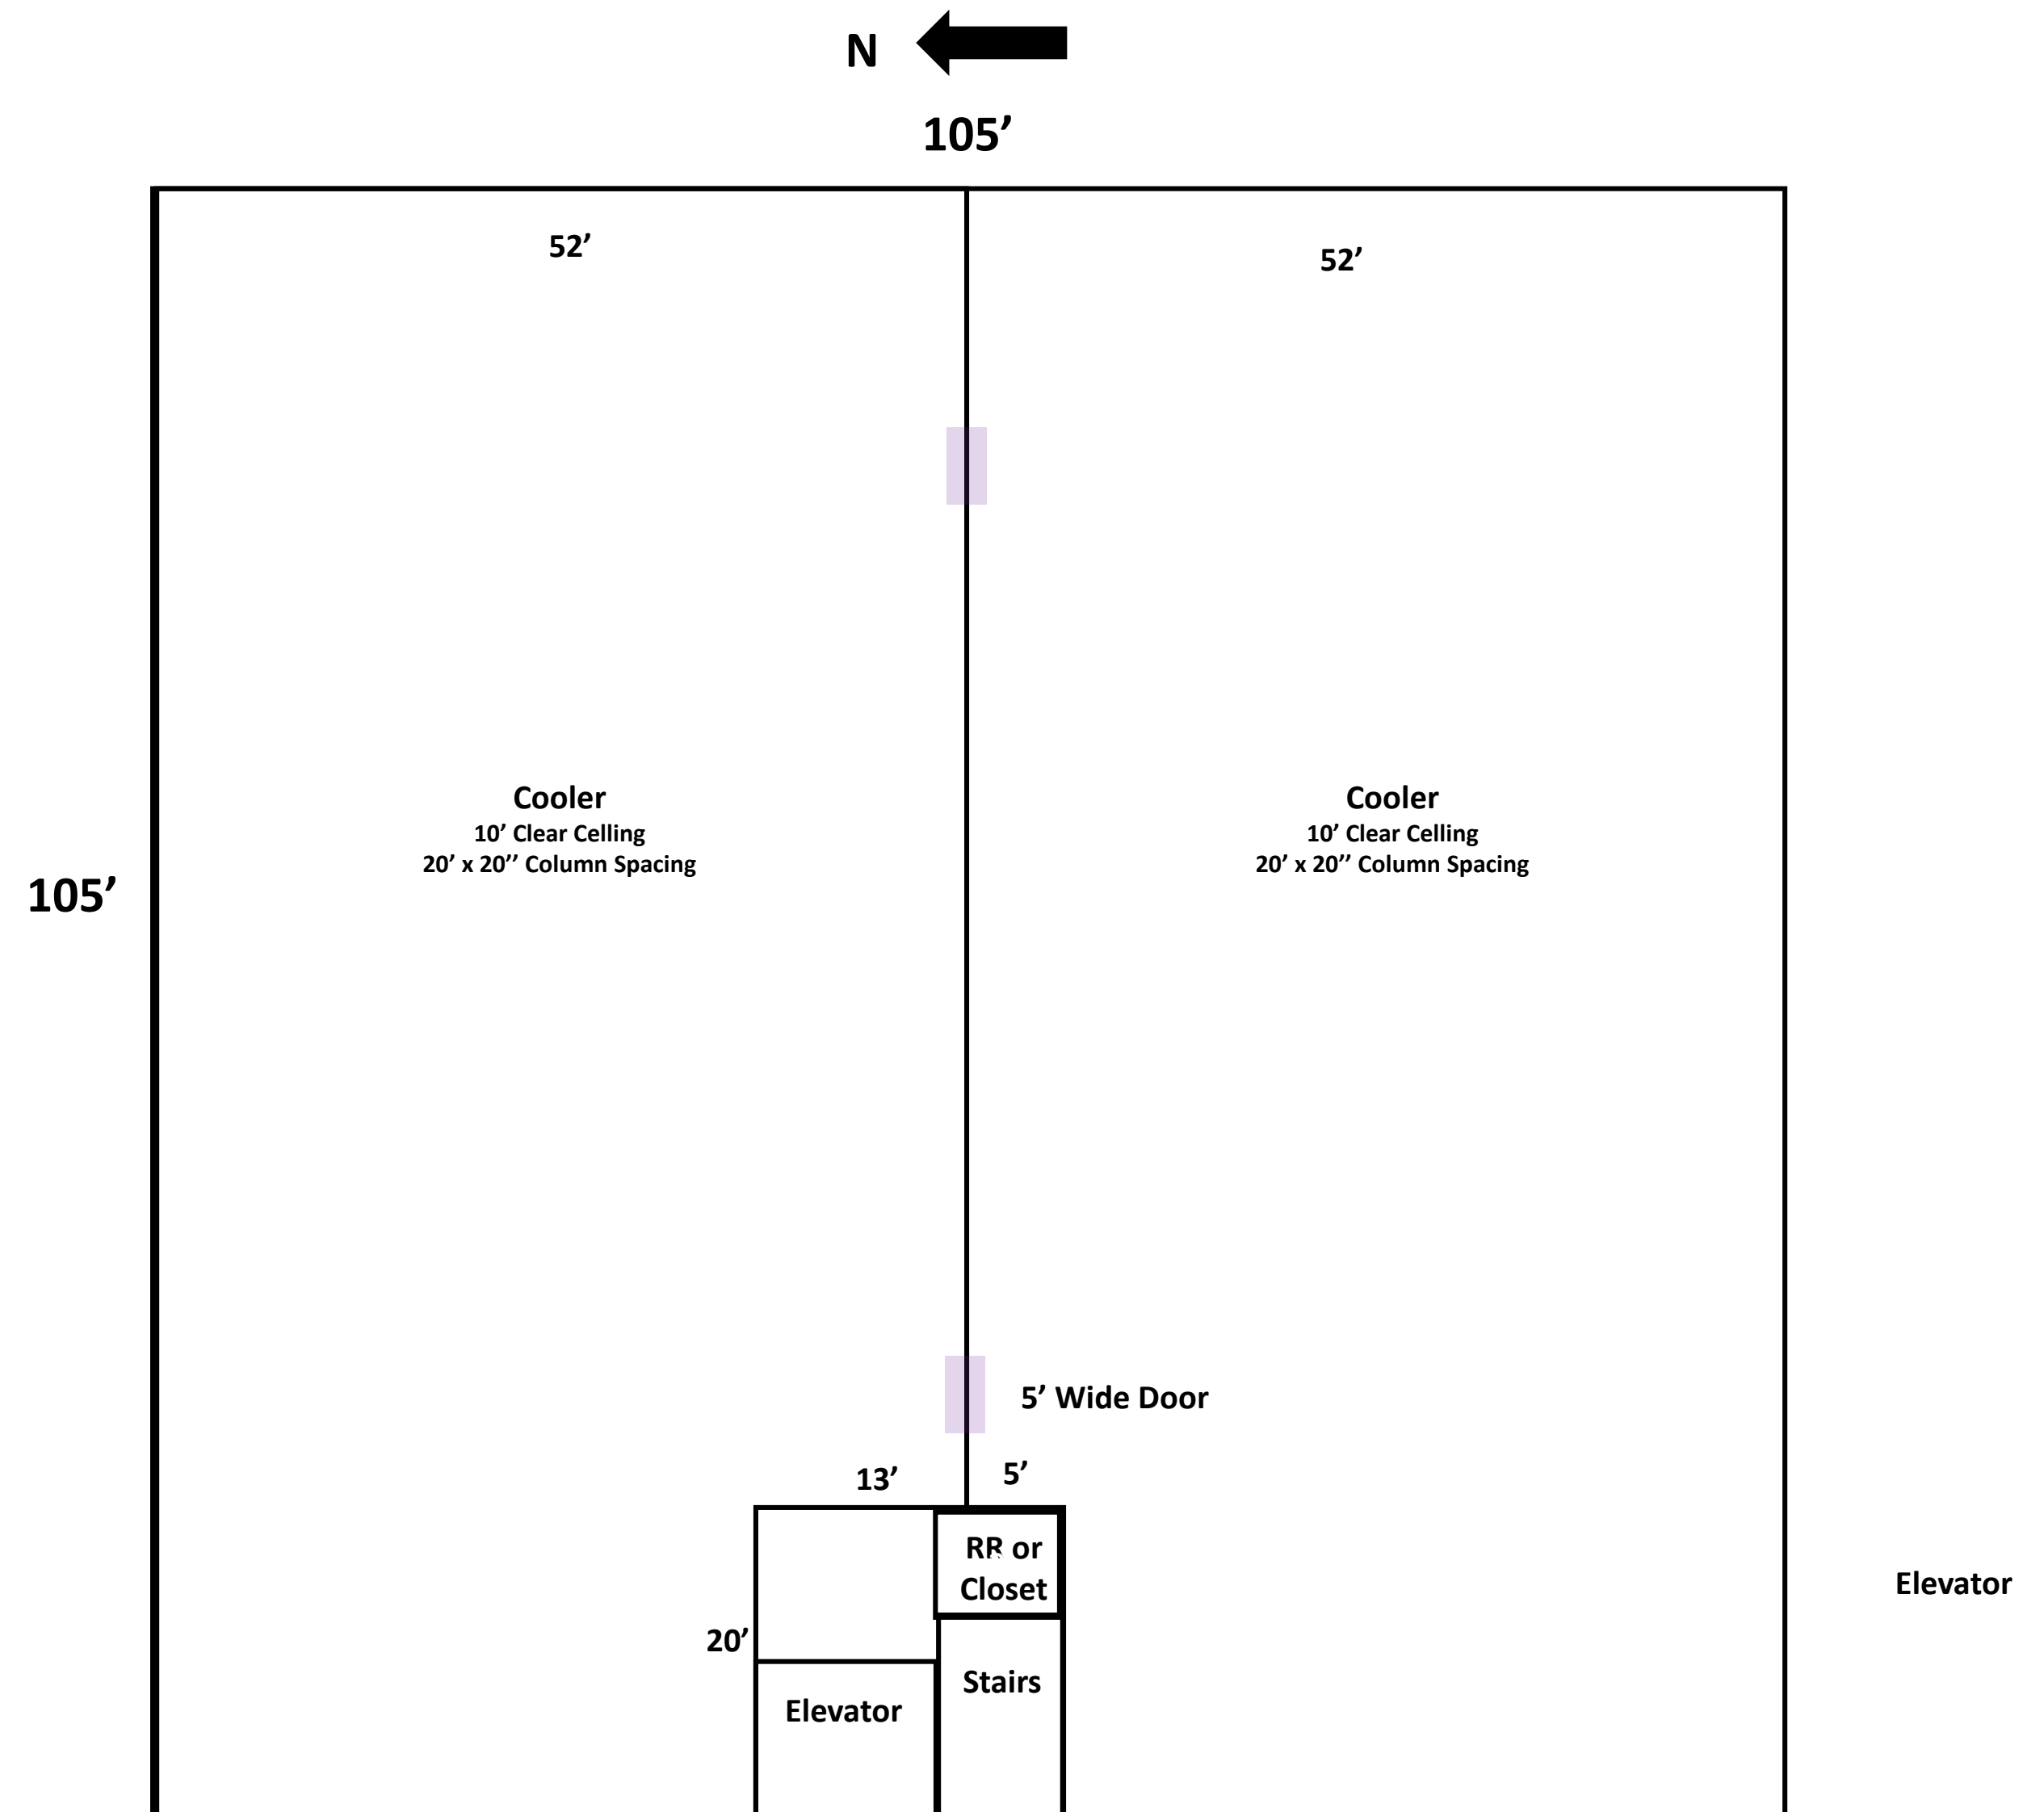 N
105’
52’
52’
Cooler
10’ Clear Celling
20’ x 20’’ Column Spacing
Cooler
10’ Clear Celling
20’ x 20’’ Column Spacing
105’
5’ Wide Door
13’
5’
RR or
Closet
Elevator
20’
Stairs
Elevator